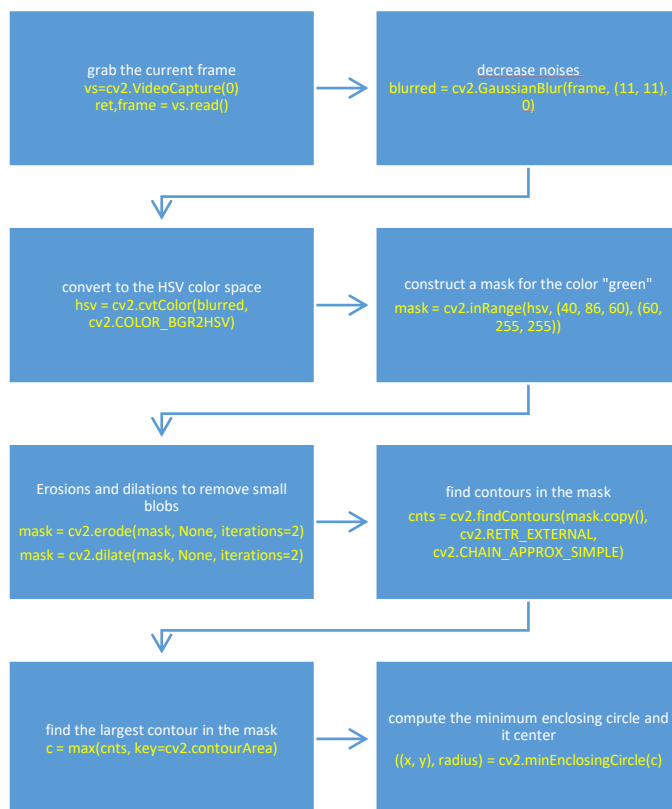 grab the current frame
vs=cv2.VideoCapture(0)
ret,frame = vs.read()
decrease noises
blurred = cv2.GaussianBlur(frame, (11, 11),
0)
convert to the HSV color space
hsv = cv2.cvtColor(blurred,
cv2.COLOR_BGR2HSV)
construct a mask for the color "green"
mask = cv2.inRange(hsv, (40, 86, 60), (60,
255, 255))
Erosions and dilations to remove small
blobs
mask = cv2.erode(mask, None, iterations=2)
mask = cv2.dilate(mask, None, iterations=2)
find contours in the mask
cnts = cv2.findContours(mask.copy(),
cv2.RETR_EXTERNAL,
cv2.CHAIN_APPROX_SIMPLE)
find the largest contour in the mask
c = max(cnts, key=cv2.contourArea)
compute the minimum enclosing circle and
it center
((x, y), radius) = cv2.minEnclosingCircle(c)